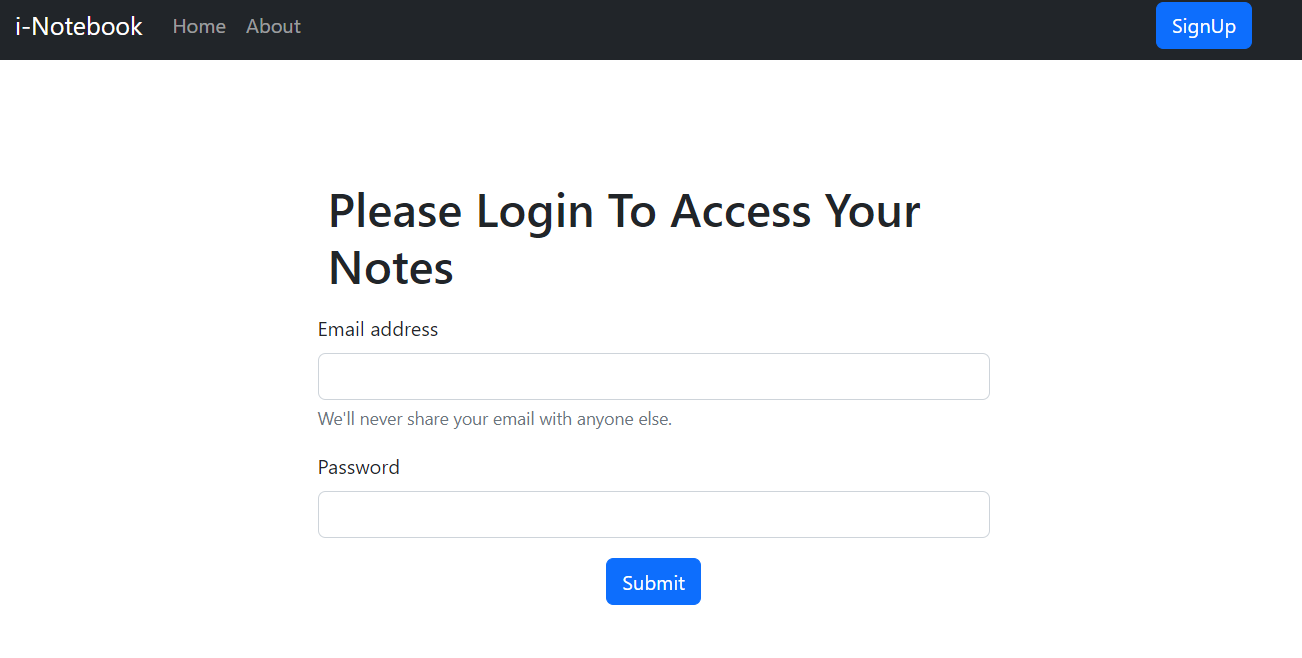 i-Notebook Home About SignUp
Please Login To Access Your
Notes
Email address
We'll never share your email with anyone else.
Password
Submit